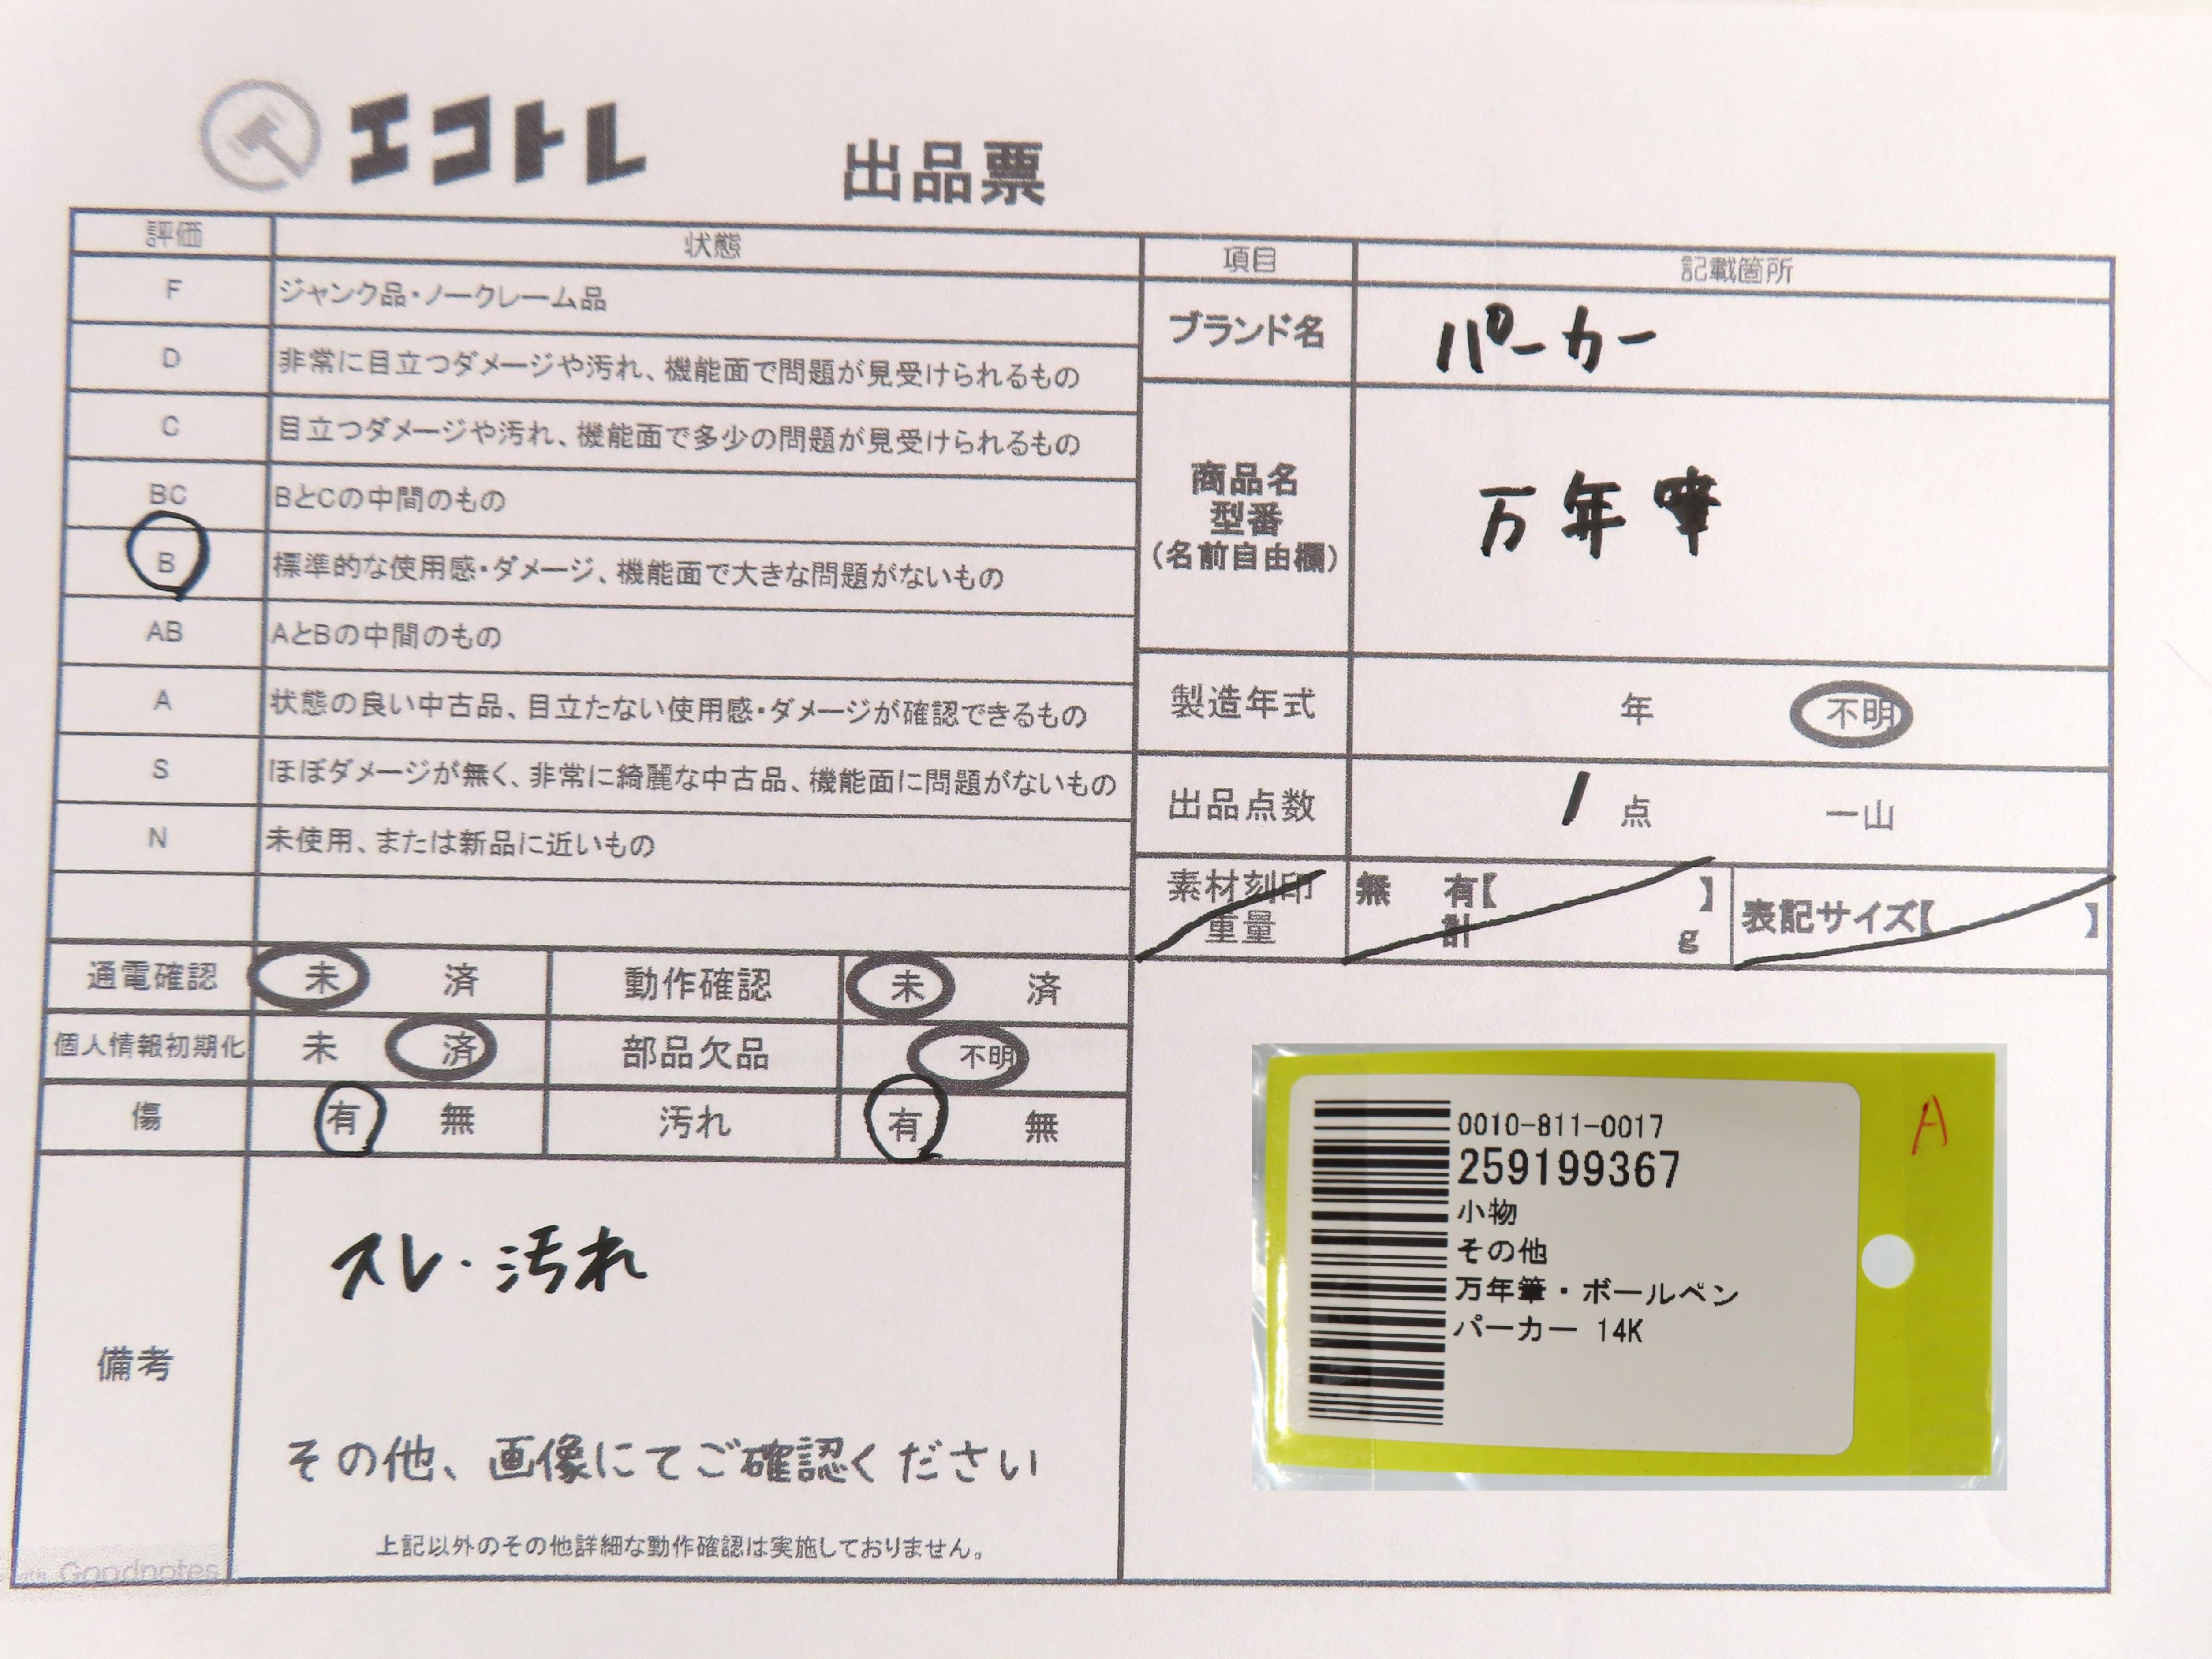 エコトレ
出品票
評価 状態
F ジャンク品・ノークレーム品
D 非常に目立つダメージや汚れ、機能面で問題が見受けられるもの
C 目立つダメージや汚れ、機能面で多少の問題が見受けられるもの
BC BとCの中間のもの
B 標準的な使用感・ダメージ、機能面で大きな問題がないもの
AB AとBの中間のもの
A 状態の良い中古品、目立たない使用感・ダメージが確認できるもの
S ほぼダメージが無く、非常に綺麗な中古品、機能面に問題がないもの
N 未使用、または新品に近いもの
通電確認 未 済 動作確認 未 済
個人情報初期化 未 済 部品欠品 不明
傷 有 無 汚れ 有 無
備考
スレ・汚れ
その他、画像にてご確認ください
上記以外のその他詳細な動作確認は実施しておりません。
Goodnotes
項目 記載箇所
ブランド名 パーカー
商品名
型番
(名前自由欄)
万年筆
製造年式 年 不明
出品点数 1 点 一山
素材刻印
重量
無 有【 】
計 g
表記サイズ【 】
0010-811-0017
259199367
小物
その他
万年筆・ボールペン
パーカー 14K
A